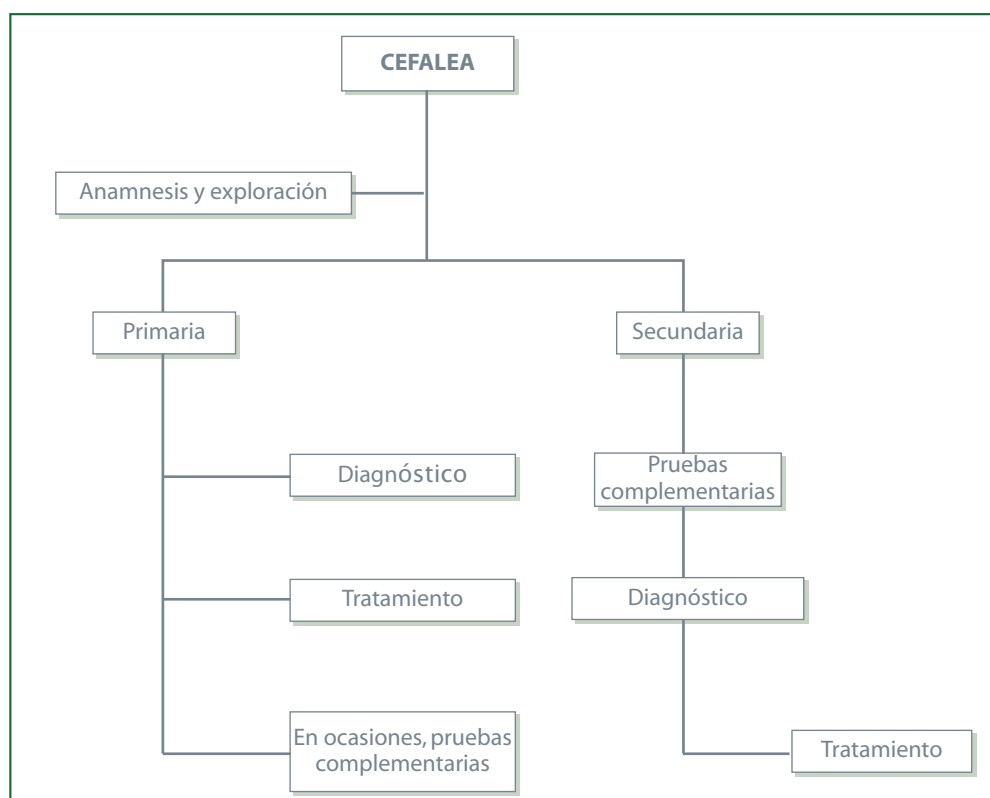 CEFALEA
Anamnesis y exploración
Primaria
Secundaria
Diagnóstico
Pruebas
complementarias
Tratamiento
Diagnóstico
En ocasiones, pruebas
complementarias
Tratamiento